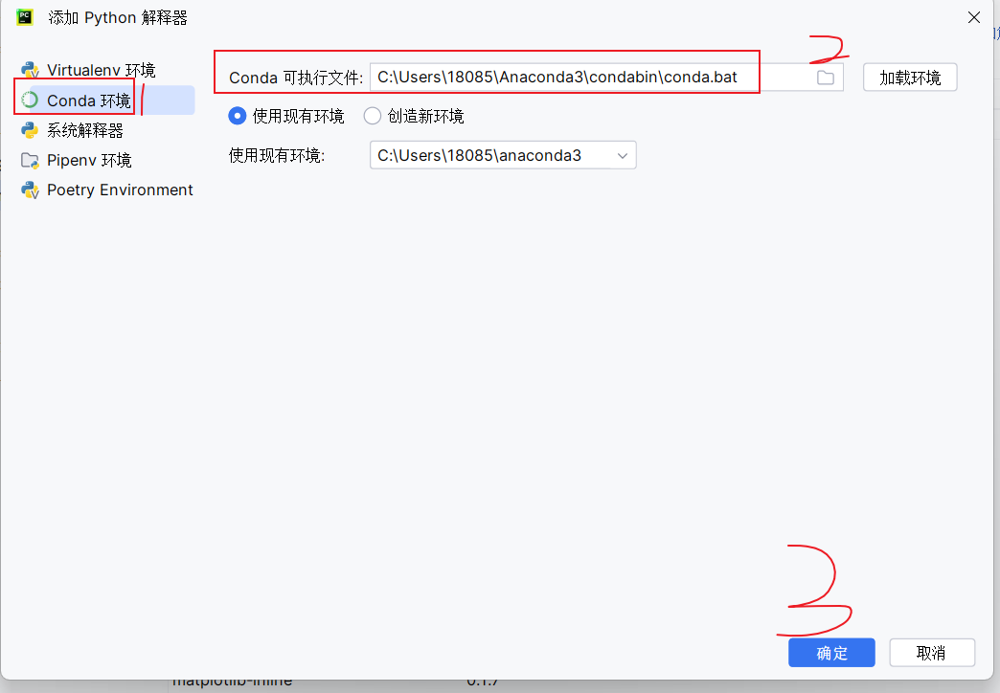 添加 Python 解释器
Virtualenv 环境
Conda 环境
系统解释器
Pipenv 环境
Poetry Environment
Conda 可执行文件: C:\Users\18085\Anaconda3\condabin\conda.bat 加载环境
使用现有环境 创造新环境
使用现有环境: C:\Users\18085\anaconda3
1
2
3
确定 取消
matplotlib-inline 0.1.7